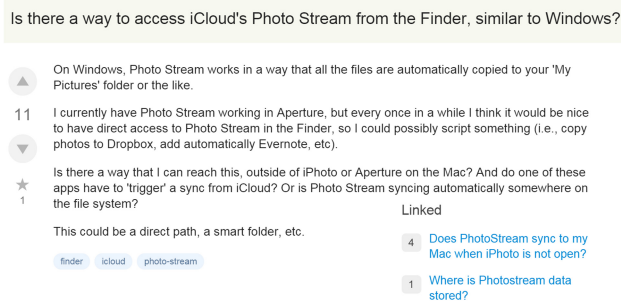 Is there a way to access iCloud's Photo Stream from the Finder, similar to Windows?
On Windows, Photo Stream works in a way that all the files are automatically copied to your 'My
Pictures' folder or the like.
11
I currently have Photo Stream working in Aperture, but every once in a while I think it would be nice
to have direct access to Photo Stream in the Finder, so I could possibly script something (i.e., copy
photos to Dropbox, add automatically Evernote, etc).
1
Is there a way that I can reach this, outside of iPhoto or Aperture on the Mac? And do one of these
apps have to 'trigger' a sync from iCloud? Or is Photo Stream syncing automatically somewhere on
the file system?
This could be a direct path, a smart folder, etc.
finder icloud photo-stream
Linked
4 Does PhotoStream sync to my
Mac when iPhoto is not open?
1 Where is Photostream data
stored?